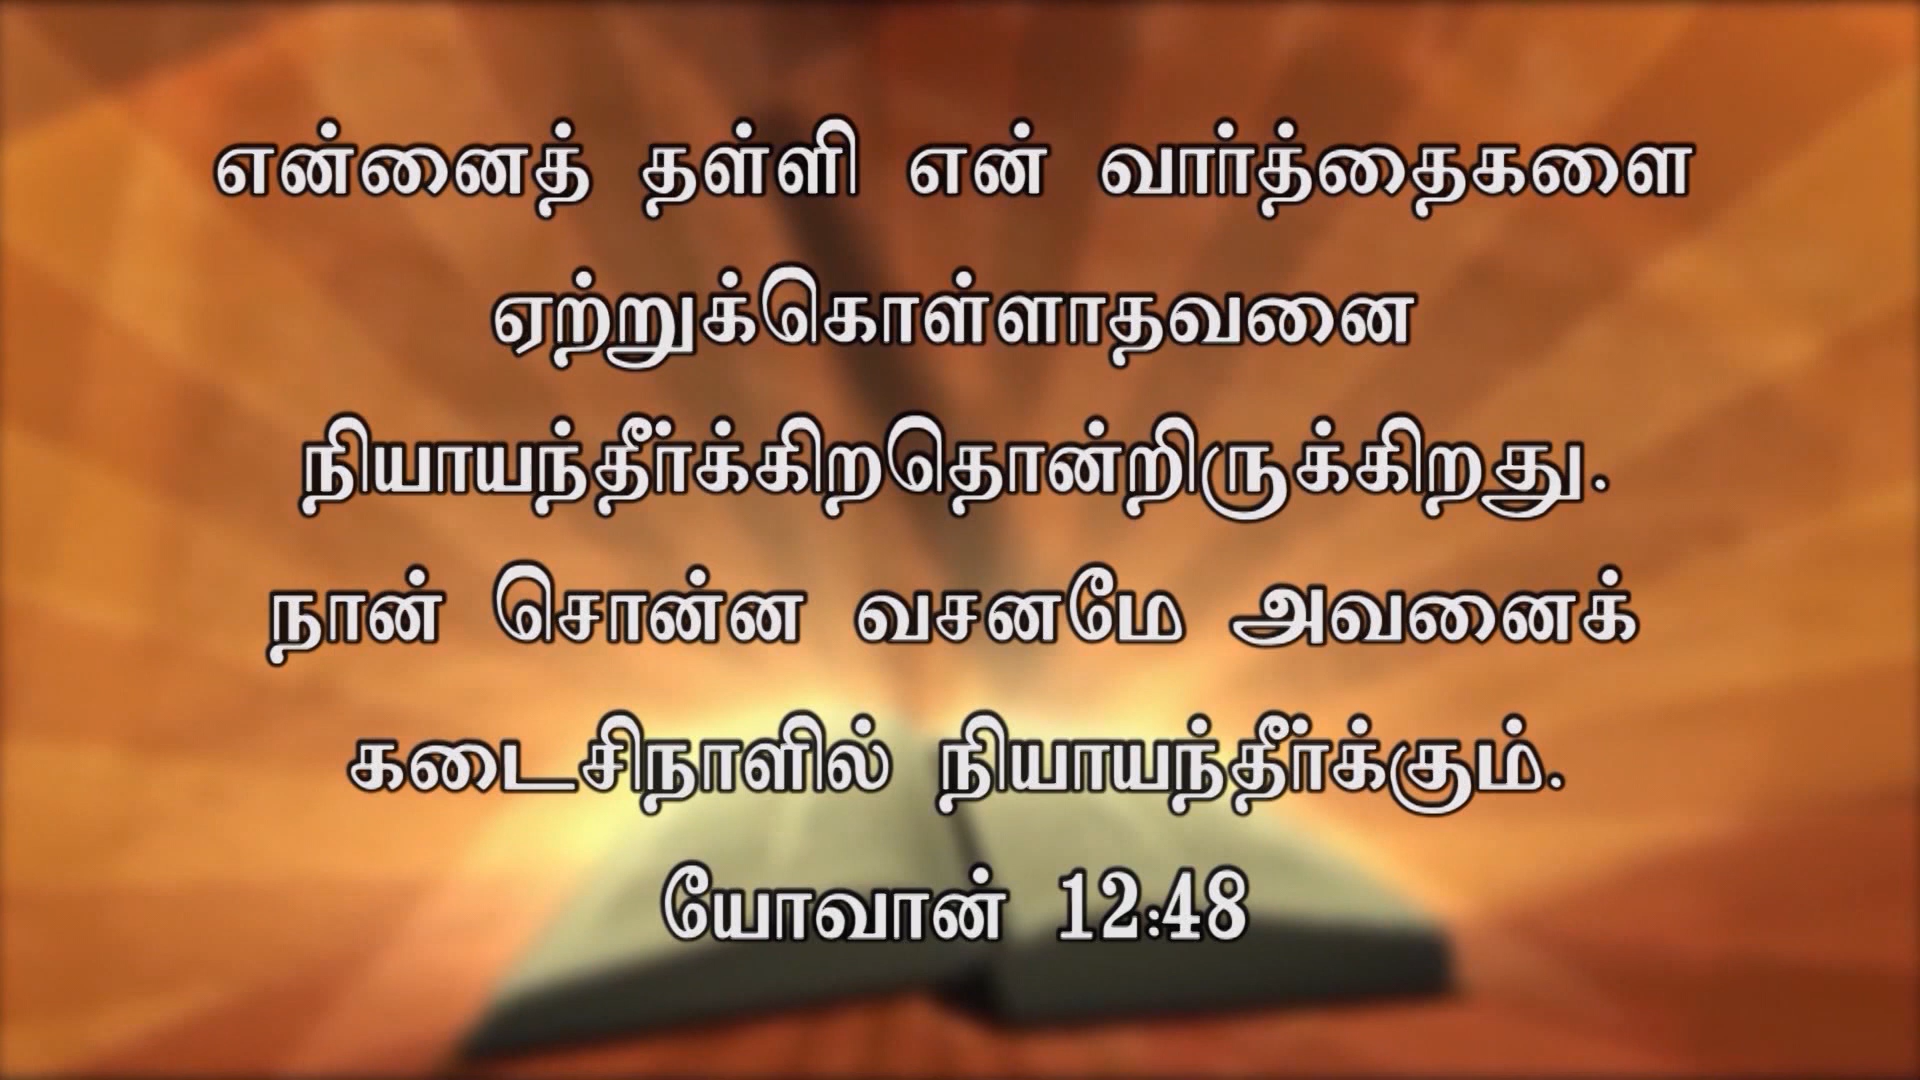 என்னைத் தள்ளி என் வார்த்தைகளை
ஏற்றுக்கொள்ளாதவனை
நியாயந்தீர்க்கிறதொன்றிருக்கிறது.
நான் சொன்ன வசனமே அவனைக்
கடைசிநாளில் நியாயந்தீர்க்கும்.
யோவான் 12:48